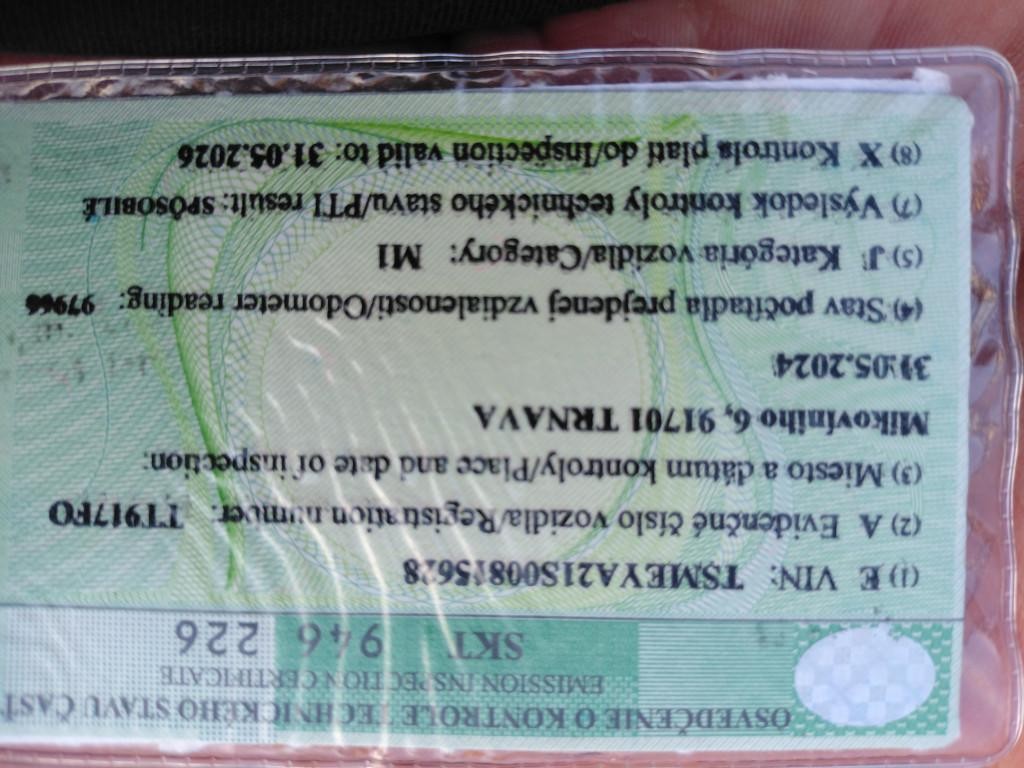 OSVEDČENIE O KONTROLE TECHNICKÉHO STAVU ČASŤ
EMISSION INSPECTION CERTIFICATE
SKT 946 226
(1) E VIN: TSMEYA21S00815628
(2) A Evidenčné číslo vozidla/Registration number: TT917FO
(3) Miesto a dátum kontroly/Place and date of inspection:
Mikovíniho 6, 91701 TRNAVA
31.05.2024
(4) Stav počítadla prejdenej vzdialenosti/Odometer reading: 97966
(5) J Kategória vozidla/Category: M1
(7) Výsledok kontroly technického stavu/PTI result: SPÔSOBILÉ
(8) X Kontrola platí do/Inspection valid to: 31.05.2026